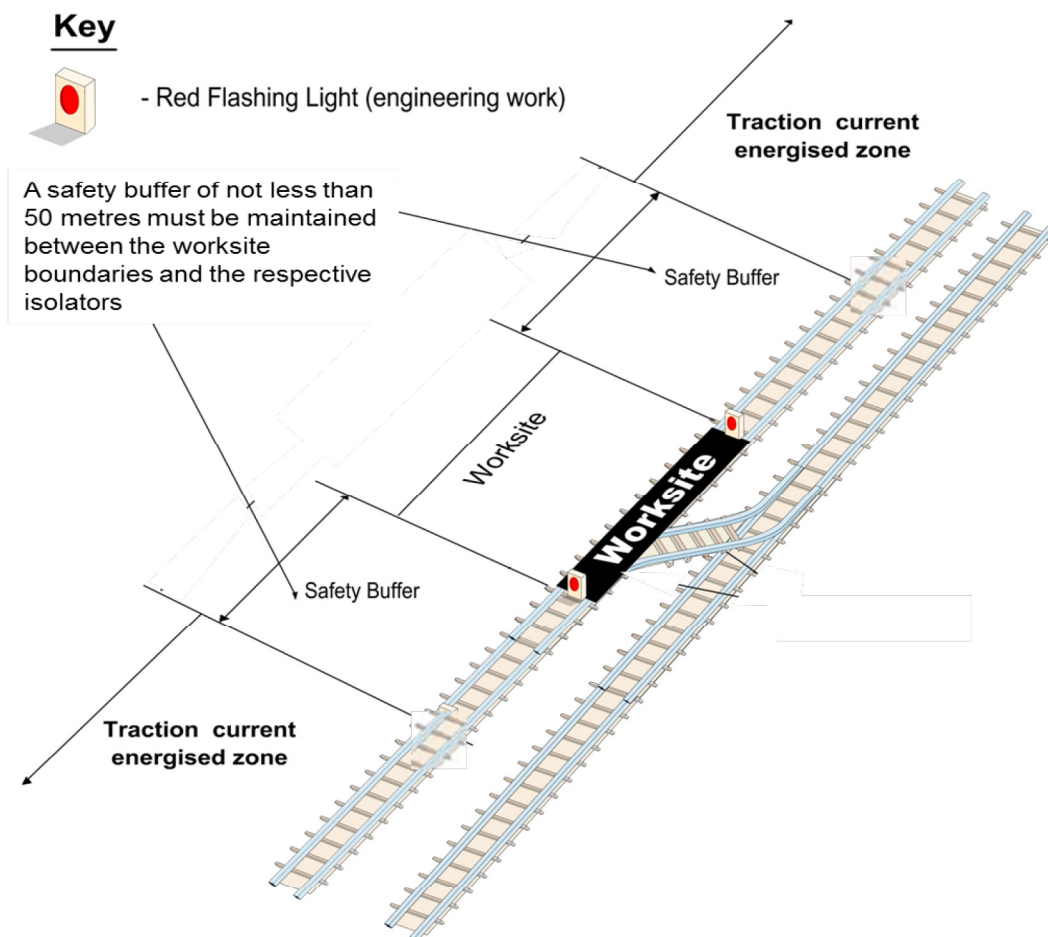 Key
- Red Flashing Light (engineering work)
Traction current
energised zone
A safety buffer of not less than
50 metres must be maintained
between the worksite
boundaries and the respective
isolators
Safety Buffer
Worksite
Worksite
Safety Buffer
Traction current
energised zone